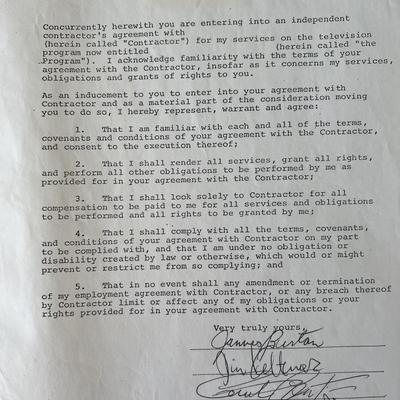 Concurrently herewith you are entering into an independent
contractor's agreement with
(herein called "Contractor") for my services on the television
program now entitled (herein called "the
Program"). I acknowledge familiarity with the terms of your
agreement with the Contractor, insofar as it concerns my services,
obligations and grants of rights to you.
As an inducement to you to enter into your agreement with
Contractor and as a material part of the consideration moving
you to do so, I hereby represent, warrant and agree:
1. That I am familiar with each and all of the terms,
covenants and conditions of your agreement with the Contractor,
and consent to the execution thereof;
2. That I shall render all services, grant all rights,
and perform all other obligations to be performed by me as
provided for in your agreement with the Contractor;
3. That I shall look solely to Contractor for all
compensation to be paid to me for all services and obligations
to be performed and all rights to be granted by me;
4. That I shall comply with all the terms, covenants,
and conditions of your agreement with Contractor on my part
to be complied with, and that I am under no obligation or
disability created by law or otherwise, which would or might
prevent or restrict me from so complying; and
5. That in no event shall any amendment or termination
of my employment agreement with Contractor, or any breach thereof
by Contractor limit or affect any of my obligations or your
rights provided for in your agreement with Contractor.
Very truly yours,
Jim Keltner